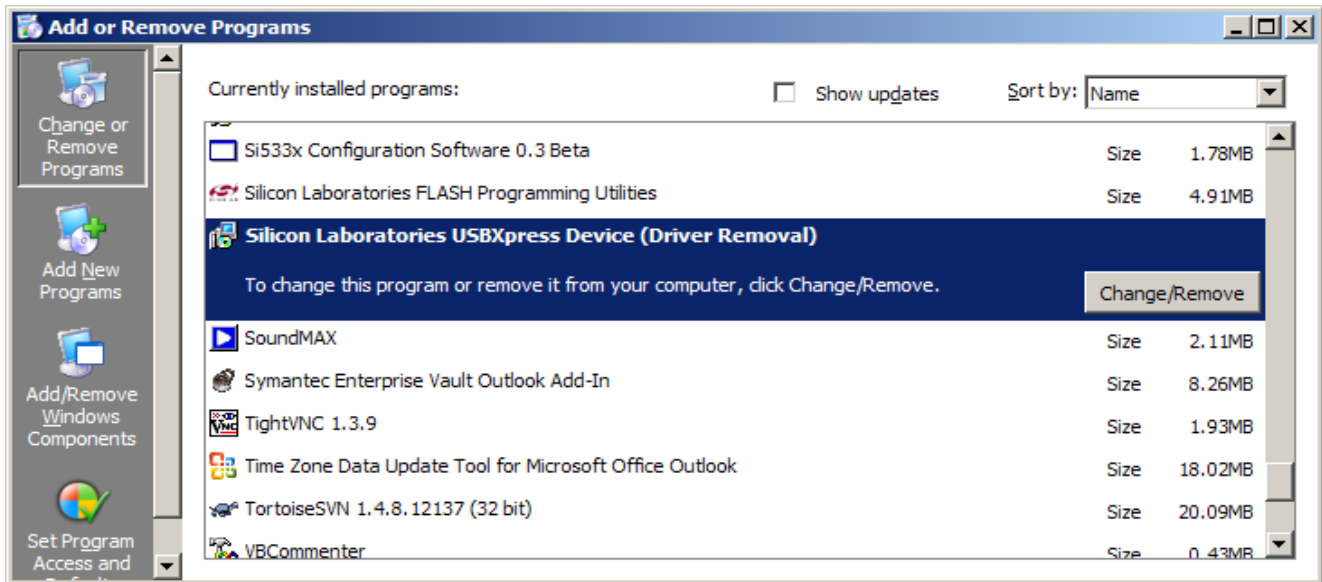 Add or Remove Programs
Change or
Remove
Programs
Add New
Programs
Add/Remove
Windows
Components
Set Program
Access and
Currently installed programs:
Show updates
Sort by: Name
Si533x Configuration Software 0.3 Beta Size 1.78MB
Silicon Laboratories FLASH Programming Utilities Size 4.91MB
Silicon Laboratories USBXpress Device (Driver Removal)
To change this program or remove it from your computer, click Change/Remove. Change/Remove
SoundMAX Size 2.11MB
Symantec Enterprise Vault Outlook Add-In Size 8.26MB
TightVNC 1.3.9 Size 1.93MB
Time Zone Data Update Tool for Microsoft Office Outlook Size 18.02MB
TortoiseSVN 1.4.8.12137 (32 bit) Size 20.09MB
VBCommenter Size 0.43MB